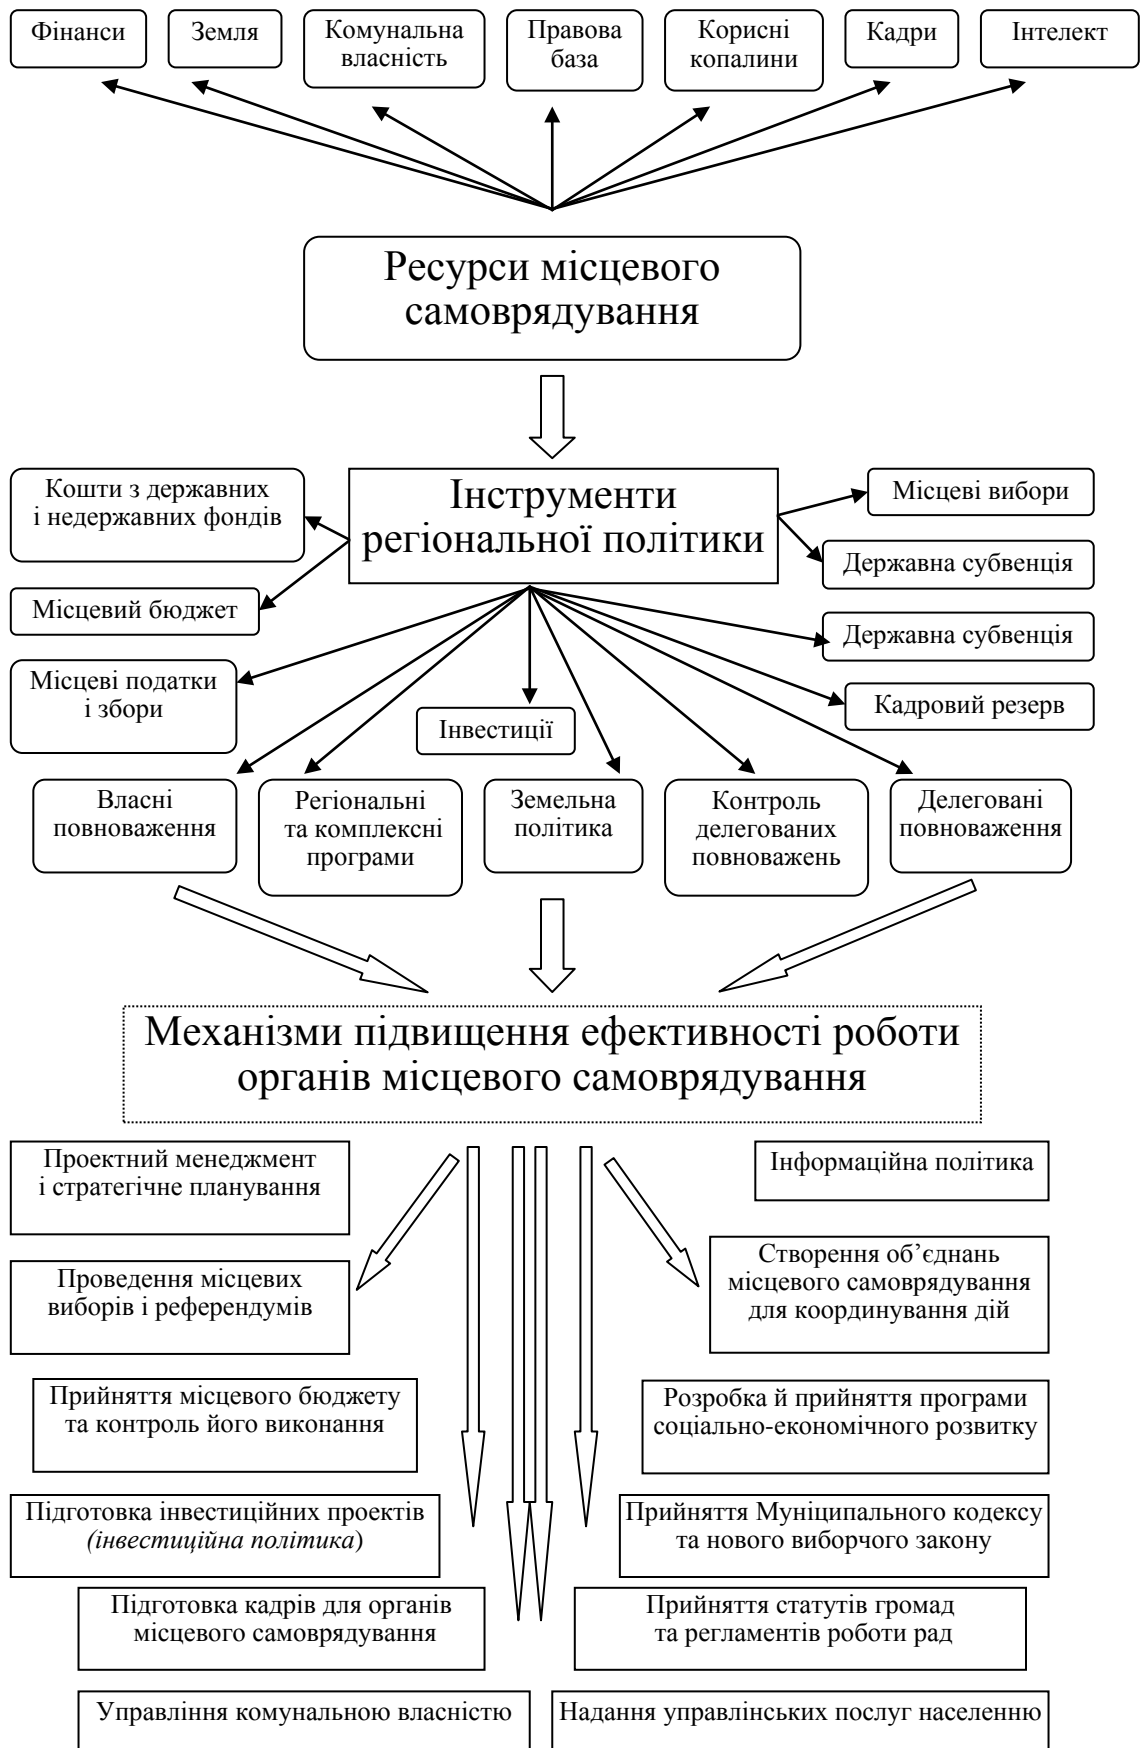 Фінанси
Земля
Комунальна
власність
Правова
база
Корисні
копалини
Кадри
Інтелект
Ресурси місцевого
самоврядування
Кошти з державних
і недержавних фондів
Інструменти
регіональної політики
Місцеві вибори
Державна субвенція
Місцевий бюджет
Державна субвенція
Місцеві податки
і збори
Кадровий резерв
Інвестиції
Власні
повноваження
Регіональні
та комплексні
програми
Земельна
політика
Контроль
делегованих
повноважень
Делеговані
повноваження
Механізми підвищення ефективності роботи
органів місцевого самоврядування
Проектний менеджмент
і стратегічне планування
Інформаційна політика
Проведення місцевих
виборів і референдумів
Створення об’єднань
місцевого самоврядування
для координування дій
Прийняття місцевого бюджету
та контроль його виконання
Розробка й прийняття програми
соціально-економічного розвитку
Підготовка інвестиційних проектів
(інвестиційна політика)
Прийняття Муніципального кодексу
та нового виборчого закону
Підготовка кадрів для органів
місцевого самоврядування
Прийняття статутів громад
та регламентів роботи рад
Управління комунальною власністю
Надання управлінських послуг населенню